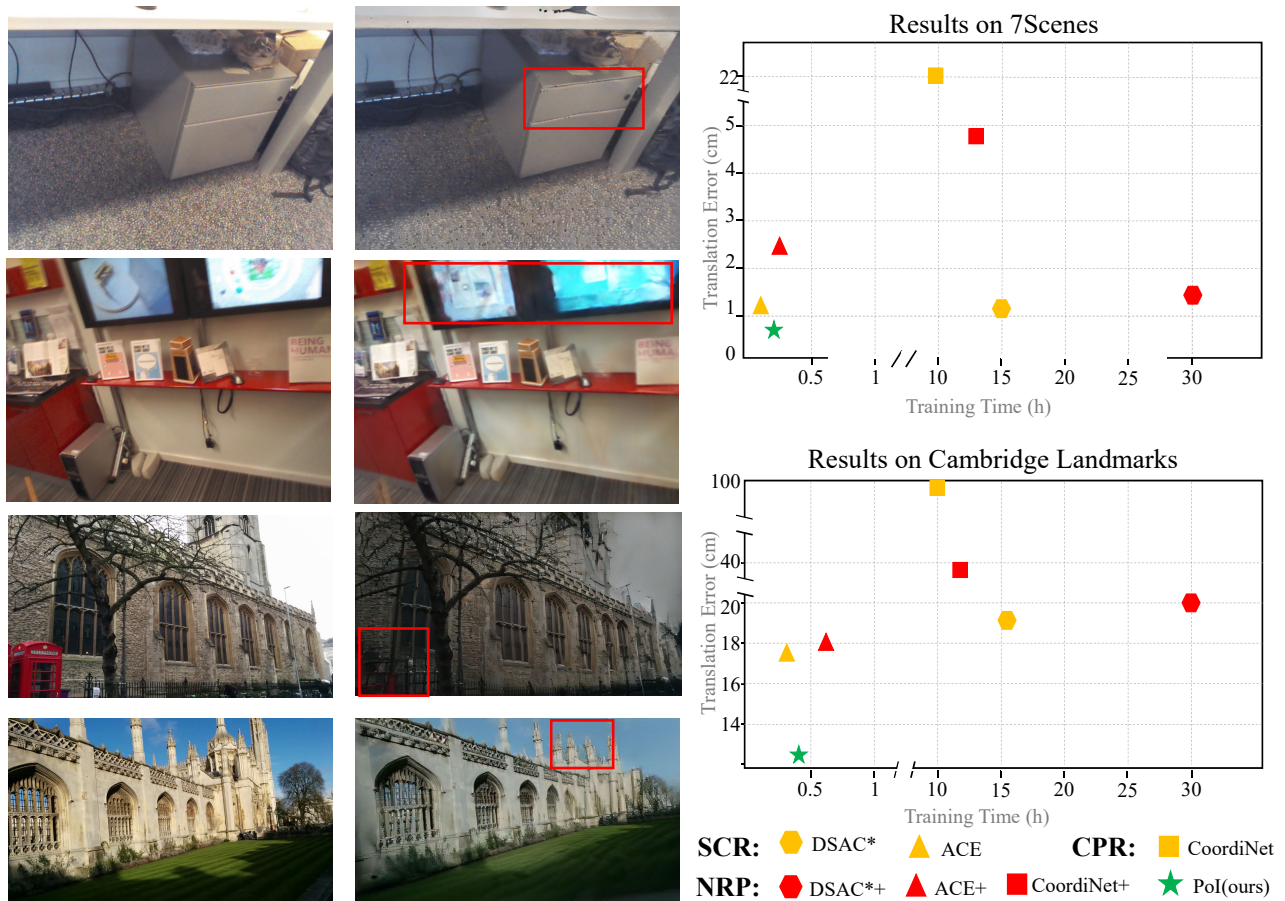 Results on 7Scenes
Translation Error (cm)
22
5
4
3
2
1
0
0.5 1 10 15 20 25 30
Training Time (h)
BEING
HUMA
Results on Cambridge Landmarks
Translation Error (cm)
100
40
20
18
16
14
0.5 1 10 15 20 25 30
Training Time (h)
SCR: DSAC* ACE CPR: CoordiNet
NRP: DSAC*+ ACE+ CoordiNet+ PoI(ours)